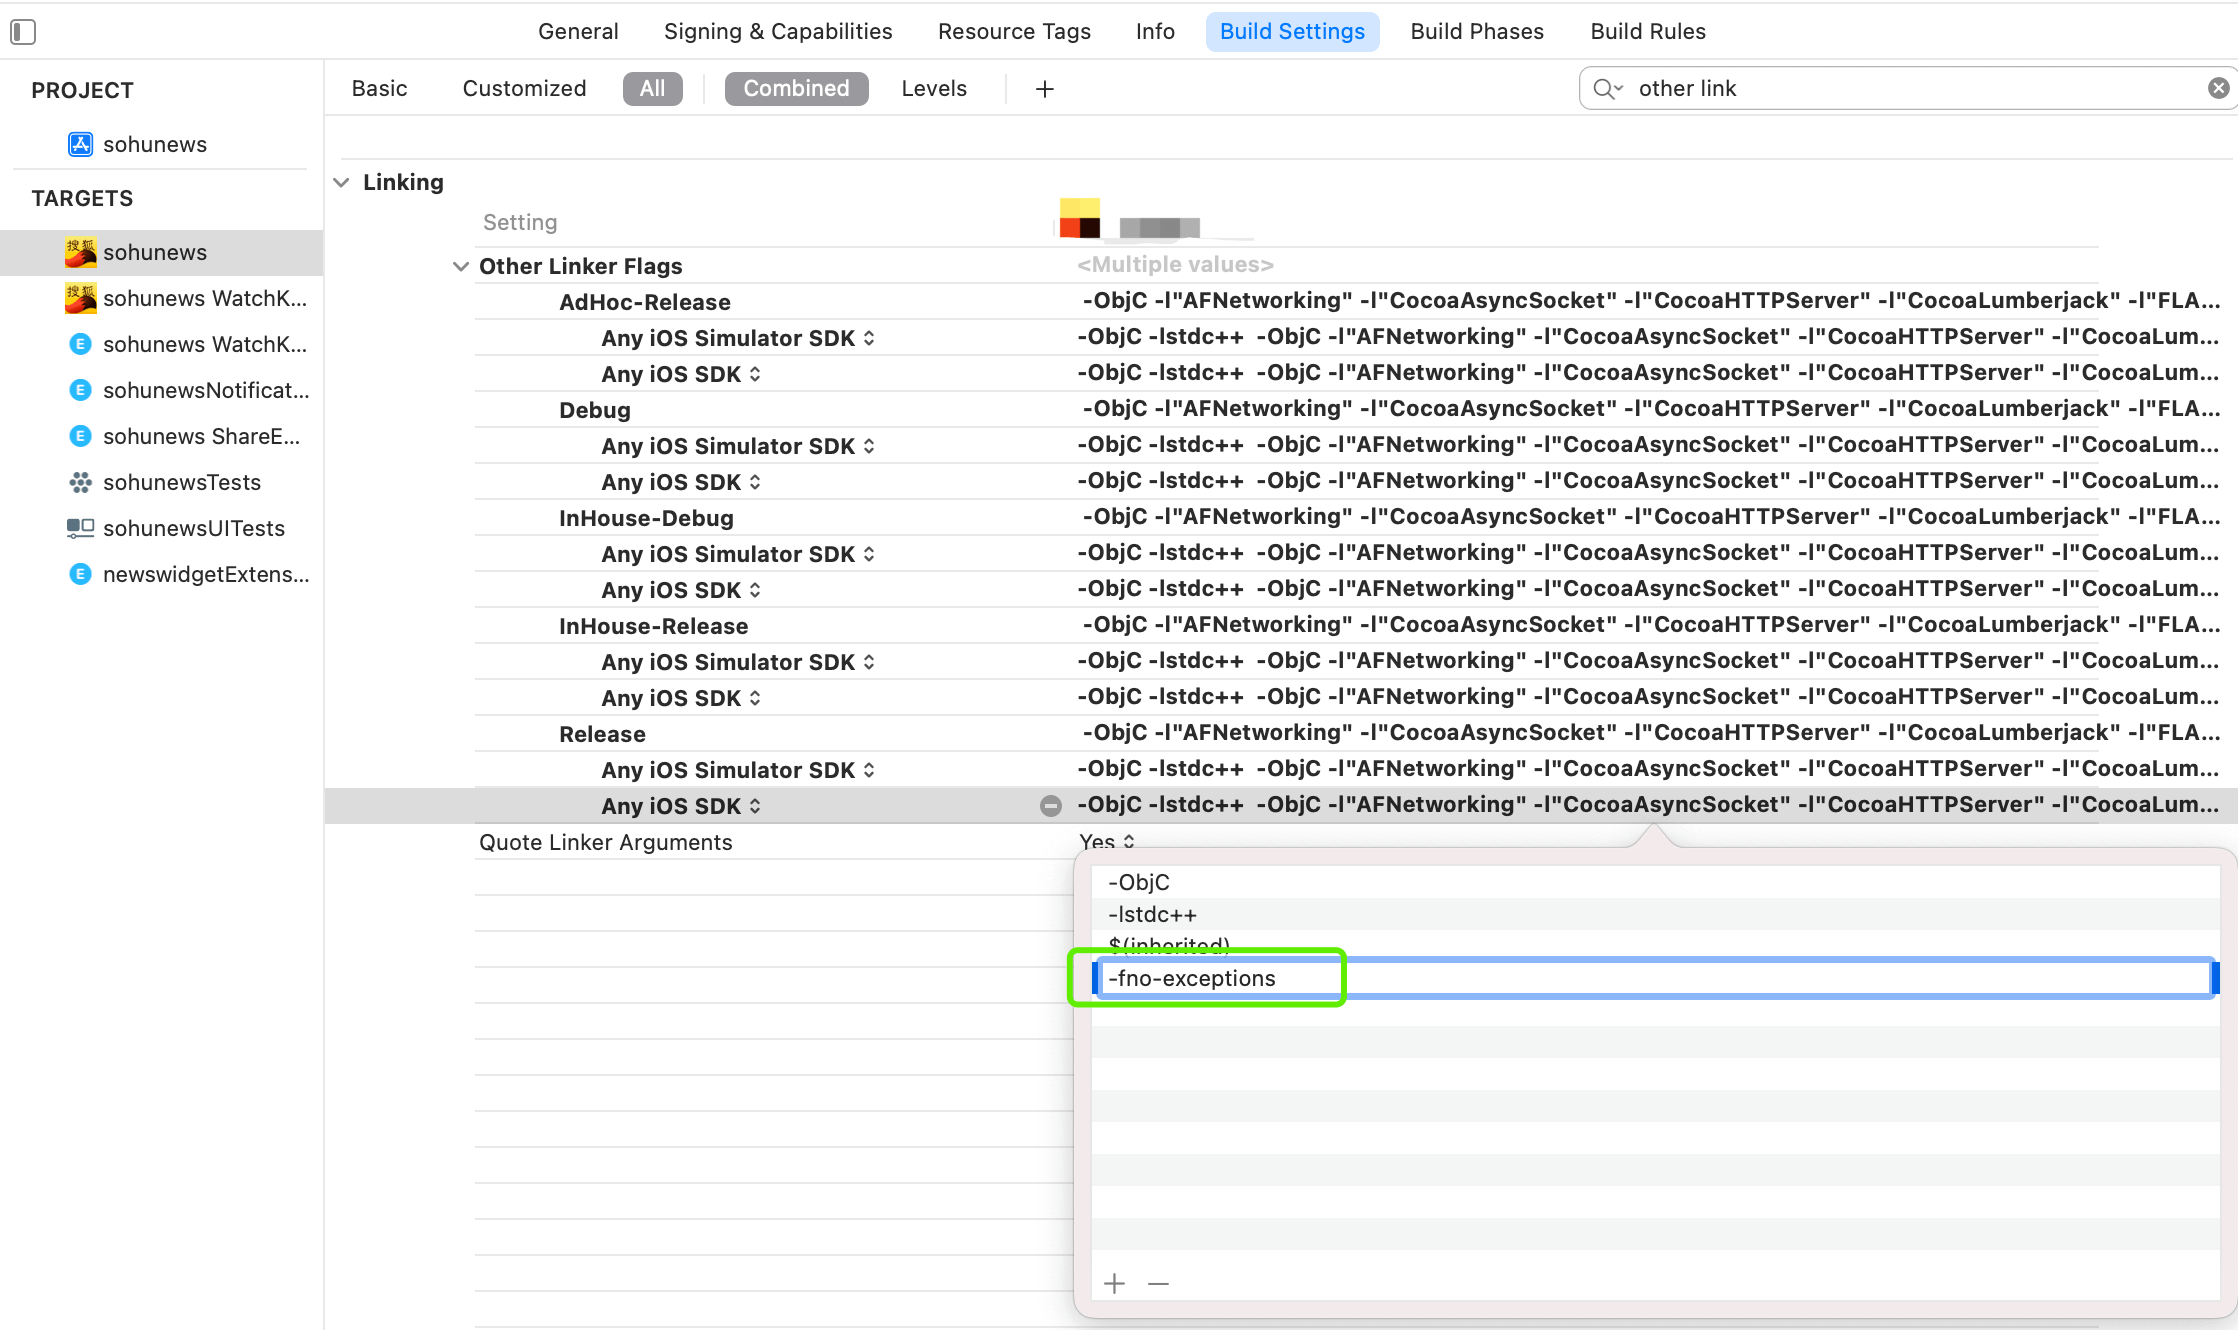 General Signing & Capabilities Resource Tags Info Build Settings Build Phases Build Rules
PROJECT
sohunews
TARGETS
搜狐 sohunews
搜狐 sohunews WatchK...
E sohunews WatchK...
E sohunewsNotificat...
E sohunews ShareE...
sohunewsTests
sohunewsUITests
E newswidgetExtens...
Basic Customized All Combined Levels + other link
Linking
Setting
Other Linker Flags <Multiple values>
AdHoc-Release -ObjC -l"AFNetworking" -l"CocoaAsyncSocket" -l"CocoaHTTPServer" -l"CocoaLumberjack" -l"FLA...
Any iOS Simulator SDK -ObjC -lstdc++ -ObjC -l"AFNetworking" -l"CocoaAsyncSocket" -l"CocoaHTTPServer" -l"CocoaLum...
Any iOS SDK -ObjC -lstdc++ -ObjC -l"AFNetworking" -l"CocoaAsyncSocket" -l"CocoaHTTPServer" -l"CocoaLum...
Debug -ObjC -l"AFNetworking" -l"CocoaAsyncSocket" -l"CocoaHTTPServer" -l"CocoaLumberjack" -l"FLA...
Any iOS Simulator SDK -ObjC -lstdc++ -ObjC -l"AFNetworking" -l"CocoaAsyncSocket" -l"CocoaHTTPServer" -l"CocoaLum...
Any iOS SDK -ObjC -lstdc++ -ObjC -l"AFNetworking" -l"CocoaAsyncSocket" -l"CocoaHTTPServer" -l"CocoaLum...
InHouse-Debug -ObjC -l"AFNetworking" -l"CocoaAsyncSocket" -l"CocoaHTTPServer" -l"CocoaLumberjack" -l"FLA...
Any iOS Simulator SDK -ObjC -lstdc++ -ObjC -l"AFNetworking" -l"CocoaAsyncSocket" -l"CocoaHTTPServer" -l"CocoaLum...
Any iOS SDK -ObjC -lstdc++ -ObjC -l"AFNetworking" -l"CocoaAsyncSocket" -l"CocoaHTTPServer" -l"CocoaLum...
InHouse-Release -ObjC -l"AFNetworking" -l"CocoaAsyncSocket" -l"CocoaHTTPServer" -l"CocoaLumberjack" -l"FLA...
Any iOS Simulator SDK -ObjC -lstdc++ -ObjC -l"AFNetworking" -l"CocoaAsyncSocket" -l"CocoaHTTPServer" -l"CocoaLum...
Any iOS SDK -ObjC -lstdc++ -ObjC -l"AFNetworking" -l"CocoaAsyncSocket" -l"CocoaHTTPServer" -l"CocoaLum...
Release -ObjC -l"AFNetworking" -l"CocoaAsyncSocket" -l"CocoaHTTPServer" -l"CocoaLumberjack" -l"FLA...
Any iOS Simulator SDK -ObjC -lstdc++ -ObjC -l"AFNetworking" -l"CocoaAsyncSocket" -l"CocoaHTTPServer" -l"CocoaLum...
Any iOS SDK -ObjC -lstdc++ -ObjC -l"AFNetworking" -l"CocoaAsyncSocket" -l"CocoaHTTPServer" -l"CocoaLum...
Quote Linker Arguments Yes
-ObjC
-lstdc++
$(inherited)
-fno-exceptions